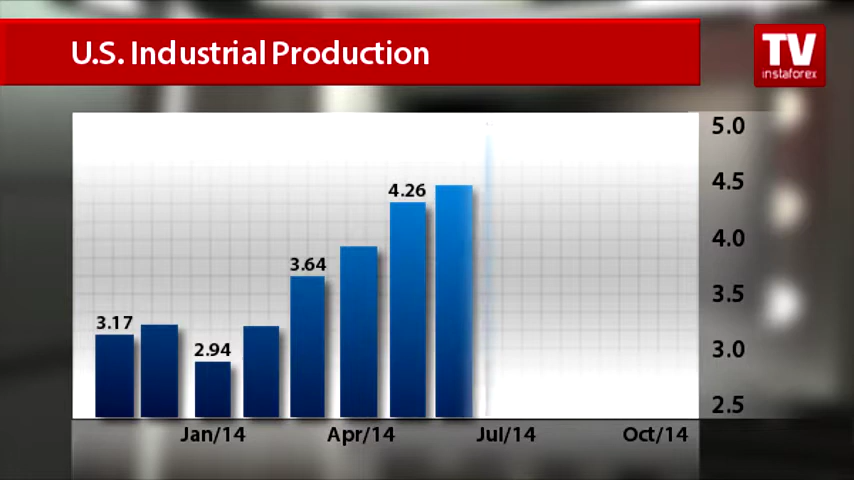 U.S. Industrial Production
TV
instaforex
5.0
4.5
4.0
3.5
3.0
2.5
3.17
2.94
3.64
4.26
Jan/14
Apr/14
Jul/14
Oct/14